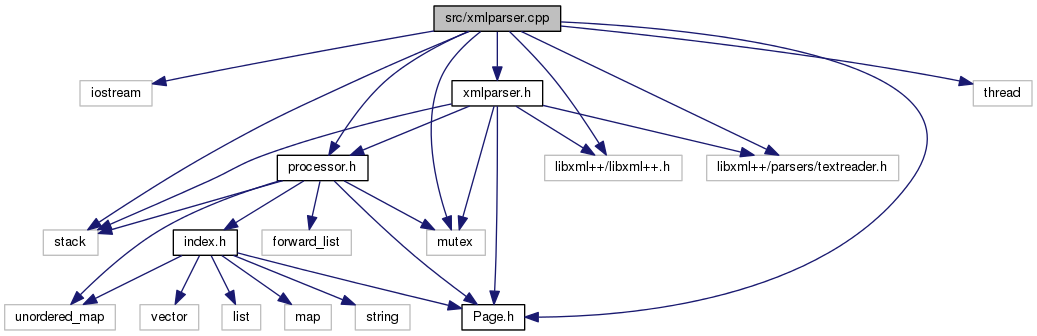 src/xmlparser.cpp
iostream
xmlparser.h
thread
processor.h
libxml++/libxml++.h
libxml++/parsers/textreader.h
stack
index.h
forward_list
mutex
unordered_map
vector
list
map
string
Page.h